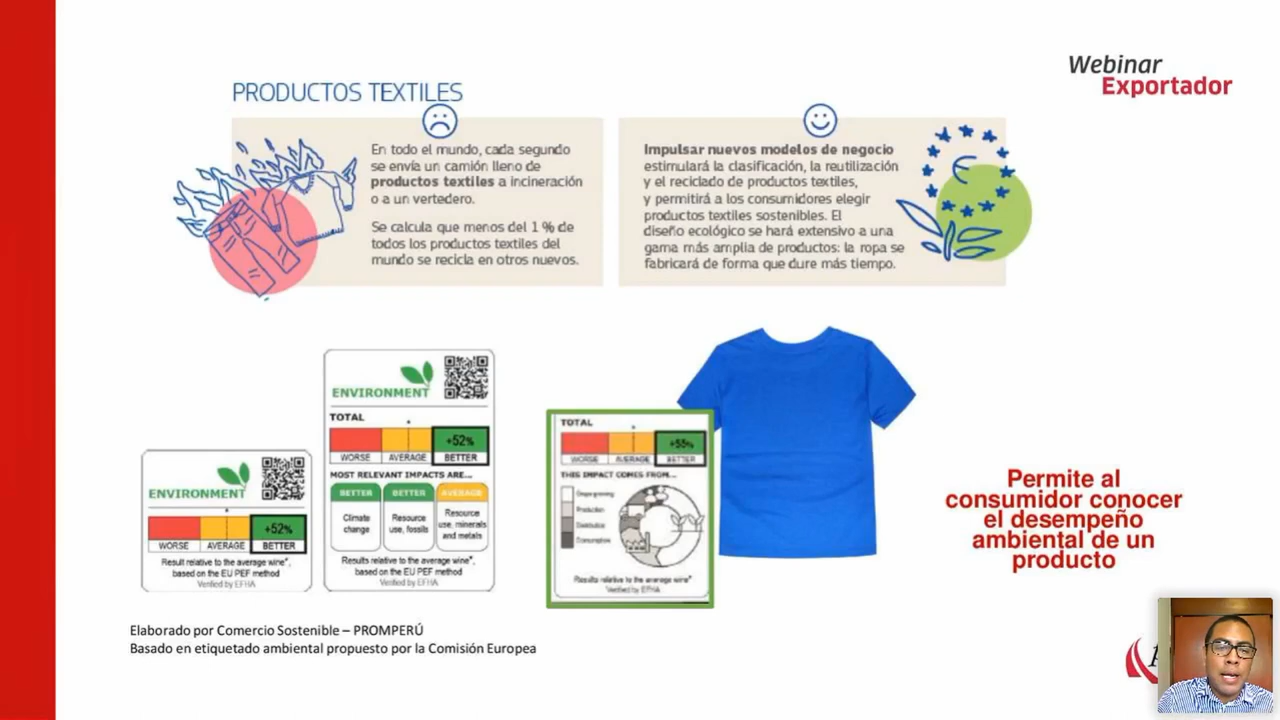 Webinar
Exportador
PRODUCTOS TEXTILES
En todo el mundo, cada segundo
se envía un camión lleno de
productos textiles a incineración
o a un vertedero.
Se calcula que menos del 1 % de
todos los productos textiles del
mundo se recicla en otros nuevos.
Impulsar nuevos modelos de negocio
estimulará la clasificación, la reutilización
y el reciclado de productos textiles,
y permitirá a los consumidores elegir
productos textiles sostenibles. El
diseño ecológico se hará extensivo a una
gama más amplia de productos: la ropa se
fabricará de forma que dure más tiempo.
ENVIRONMENT
+52%
WORSE AVERAGE BETTER
Result relative to the average wine*,
based on the EU PEF method
Verified by EFHA
ENVIRONMENT
TOTAL
+52%
WORSE AVERAGE BETTER
MOST RELEVANT IMPACTS ARE...
BETTER BETTER AVERAGE
Climate
change
Resource
use, fossils
Resource
use, minerals
and metals
Results relative to the average wine*,
based on the EU PEF method
Verified by EFHA
TOTAL
+55%
WORSE AVERAGE BETTER
THIS IMPACT COMES FROM...
Grape growing
Production
Distribution
Consumption
Results relative to the average wine*
Verified by EFHA
Permite al
consumidor conocer
el desempeño
ambiental de un
producto
Elaborado por Comercio Sostenible – PROMPERÚ
Basado en etiquetado ambiental propuesto por la Comisión Europea